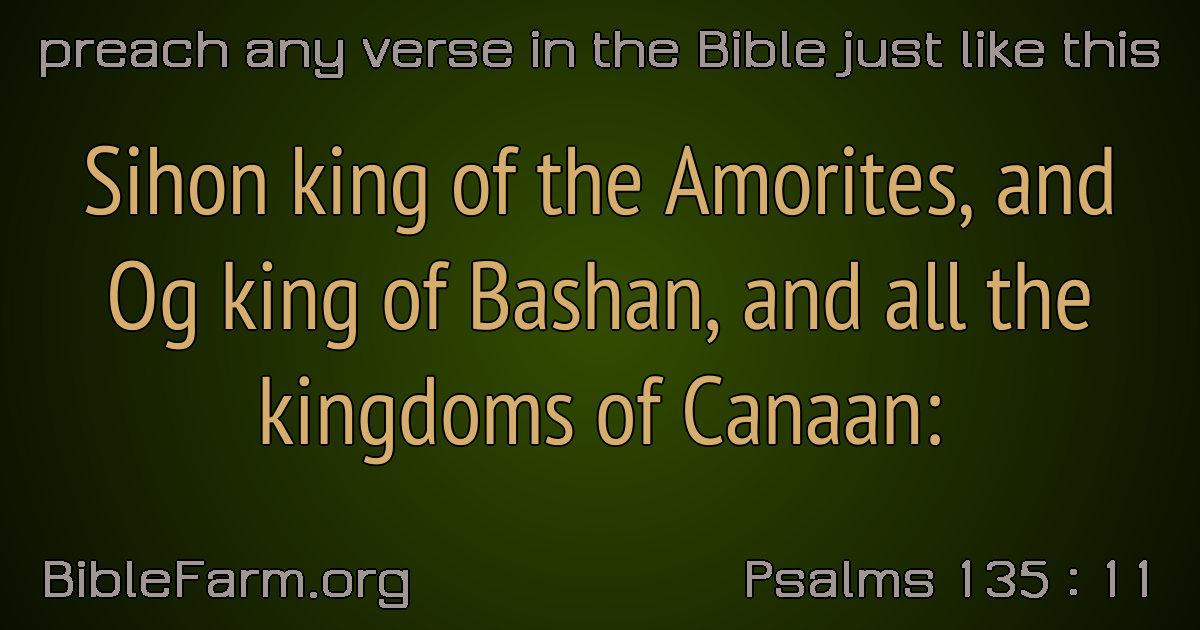 preach any verse in the Bible just like this
Sihon king of the Amorites, and
Og king of Bashan, and all the
kingdoms of Canaan:
BibleFarm.org
Psalms 135 : 11